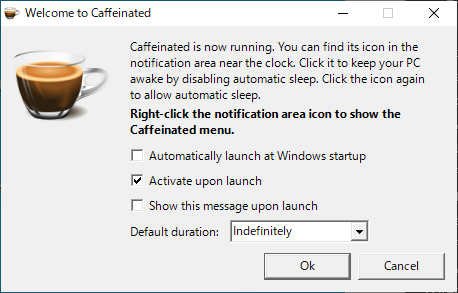 Welcome to Caffeinated
Caffeinated is now running. You can find its icon in the
notification area near the clock. Click it to keep your PC
awake by disabling automatic sleep. Click the icon again
to allow automatic sleep.
Right-click the notification area icon to show the
Caffeinated menu.
Automatically launch at Windows startup
Activate upon launch
Show this message upon launch
Default duration: Indefinitely
Ok Cancel